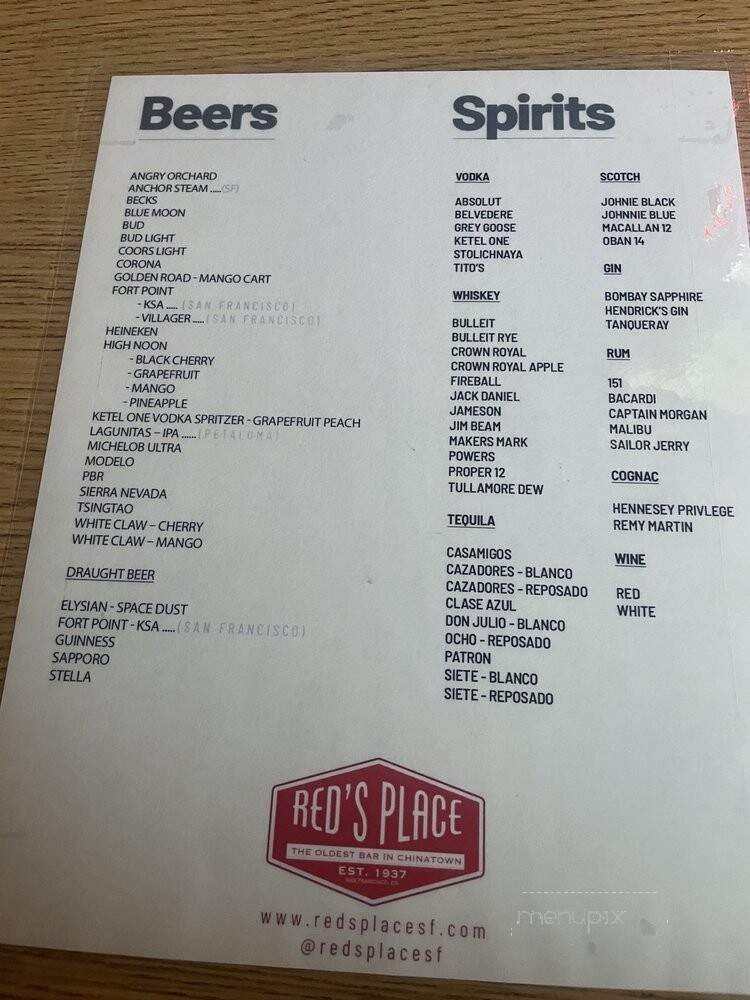 Beers
ANGRY ORCHARD
ANCHOR STEAM .....(SF)
BECKS
BLUE MOON
BUD
BUD LIGHT
COORS LIGHT
CORONA
GOLDEN ROAD - MANGO CART
FORT POINT
- KSA ..... (SAN FRANCISCO)
- VILLAGER ..... (SAN FRANCISCO)
HEINEKEN
HIGH NOON
- BLACK CHERRY
- GRAPEFRUIT
- MANGO
- PINEAPPLE
KETEL ONE VODKA SPRITZER - GRAPEFRUIT PEACH
LAGUNITAS – IPA ...... (PETALUMA)
MICHELOB ULTRA
MODELO
PBR
SIERRA NEVADA
TSINGTAO
WHITE CLAW – CHERRY
WHITE CLAW – MANGO
DRAUGHT BEER
ELYSIAN - SPACE DUST
FORT POINT - KSA ..... (SAN FRANCISCO)
GUINNESS
SAPPORO
STELLA
Spirits
VODKA
ABSOLUT
BELVEDERE
GREY GOOSE
KETEL ONE
STOLICHNAYA
TITO'S
WHISKEY
BULLEIT
BULLEIT RYE
CROWN ROYAL
CROWN ROYAL APPLE
FIREBALL
JACK DANIEL
JAMESON
JIM BEAM
MAKERS MARK
POWERS
PROPER 12
TULLAMORE DEW
TEQUILA
CASAMIGOS
CAZADORES - BLANCO
CAZADORES - REPOSADO
CLASE AZUL
DON JULIO - BLANCO
OCHO - REPOSADO
PATRON
SIETE - BLANCO
SIETE - REPOSADO
SCOTCH
JOHNIE BLACK
JOHNNIE BLUE
MACALLAN 12
OBAN 14
GIN
BOMBAY SAPPHIRE
HENDRICK'S GIN
TANQUERAY
RUM
151
BACARDI
CAPTAIN MORGAN
MALIBU
SAILOR JERRY
COGNAC
HENNESEY PRIVLEGE
REMY MARTIN
WINE
RED
WHITE
RED'S PLACE
THE OLDEST BAR IN CHINATOWN
EST. 1937
SAN FRANCISCO, CA
www.redsplacesf.com
@redsplacesf
menupix